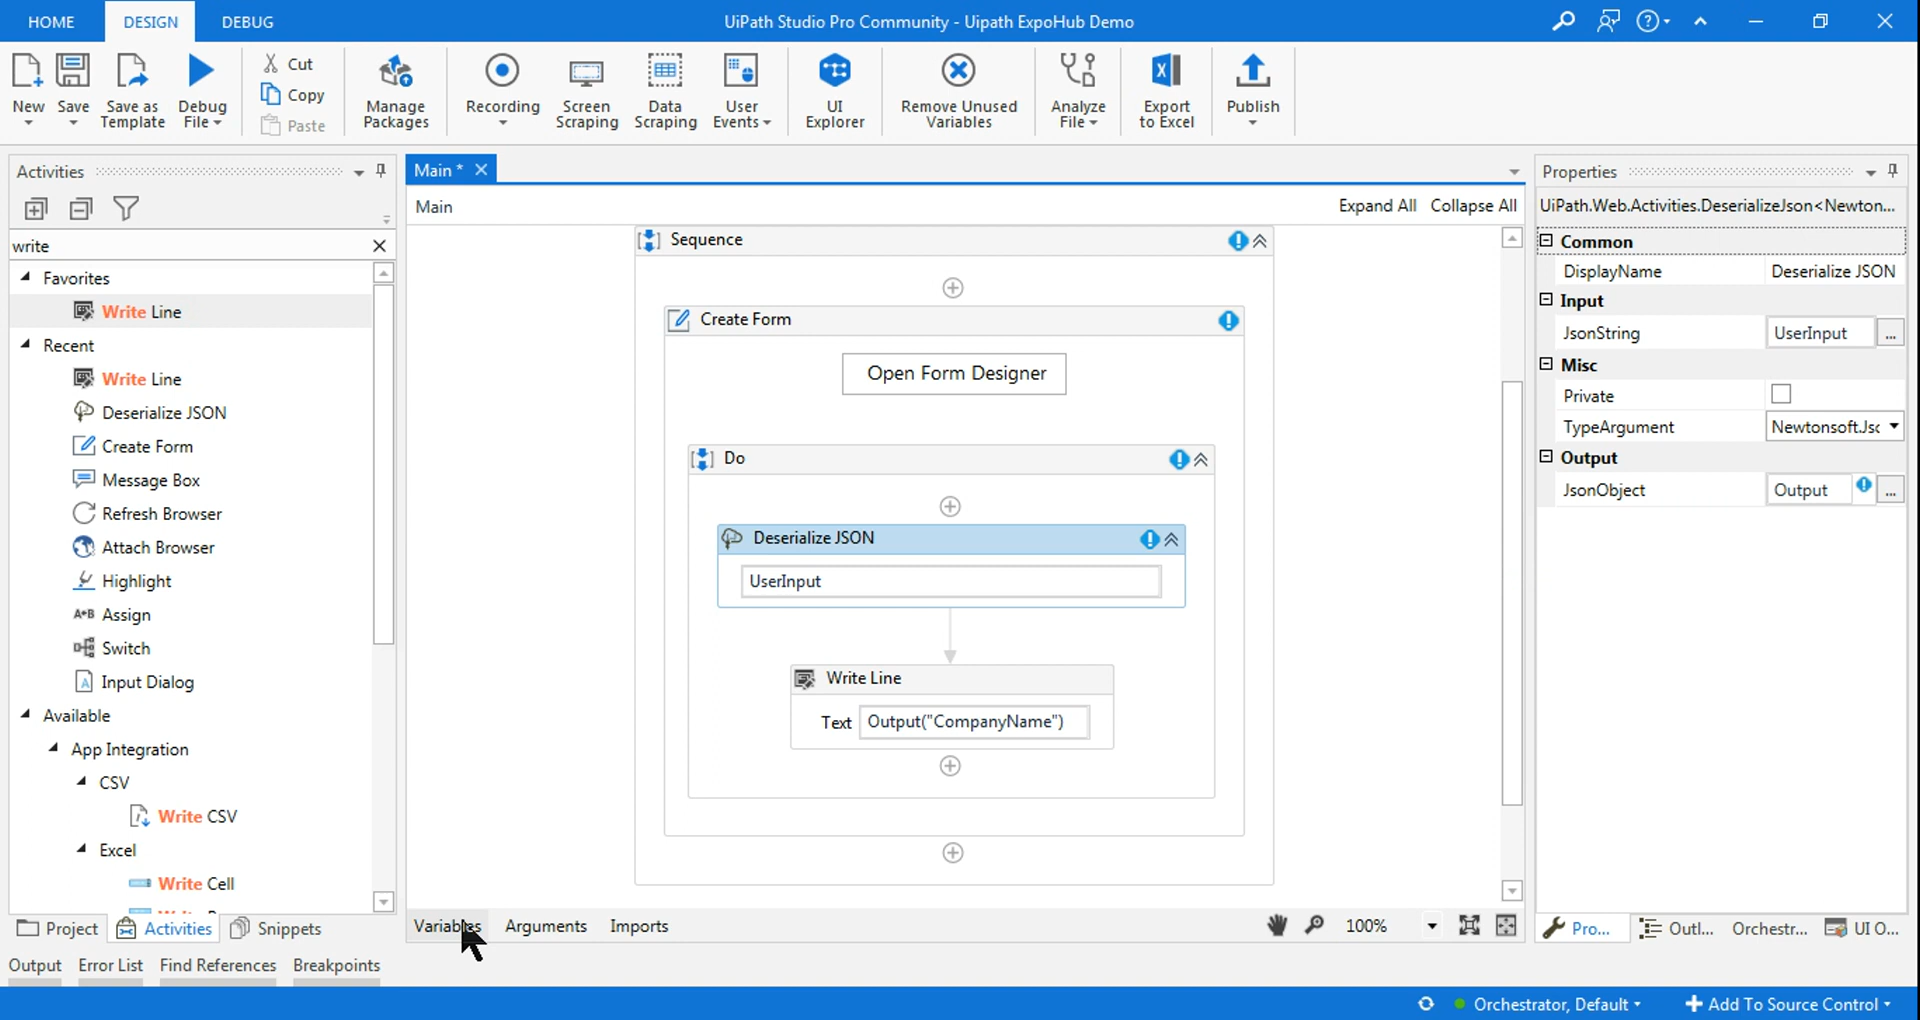 HOME DESIGN DEBUG UiPath Studio Pro Community - Uipath ExpoHub Demo
New
Save
Save as Template
Debug File
Cut
Copy
Paste
Manage Packages
Recording
Screen Scraping
Data Scraping
User Events
UI Explorer
Remove Unused Variables
Analyze File
Export to Excel
Publish
Activities
write
Favorites
Write Line
Recent
Write Line
Deserialize JSON
Create Form
Message Box
Refresh Browser
Attach Browser
Highlight
A*B Assign
Switch
Input Dialog
Available
App Integration
CSV
Write CSV
Excel
Write Cell
Project Activities Snippets
Main *
Main Expand All Collapse All
Sequence
Create Form
Open Form Designer
Do
Deserialize JSON
UserInput
Write Line
Text Output("CompanyName")
Variables Arguments Imports 100%
Properties
UiPath.Web.Activities.DeserializeJson<Newton...
Common
DisplayName Deserialize JSON
Input
JsonString UserInput ...
Misc
Private
TypeArgument Newtonsoft.Jsc
Output
JsonObject Output ...
Pro... Outl... Orchestr... UI O...
Output Error List Find References Breakpoints
Orchestrator, Default Add To Source Control